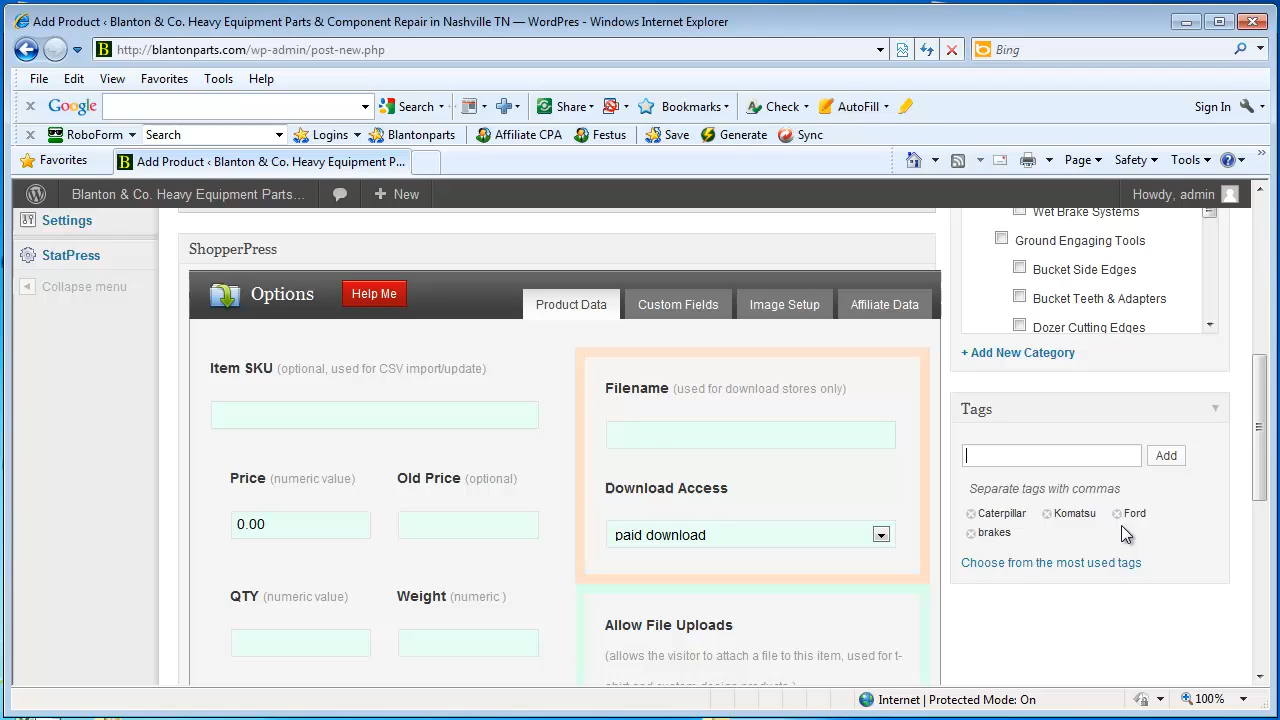 Add Product ‹ Blanton & Co. Heavy Equipment Parts & Component Repair in Nashville TN — WordPres - Windows Internet Explorer
http://blantonparts.com/wp-admin/post-new.php
Bing
File Edit View Favorites Tools Help
Google Search Share Bookmarks Check AutoFill Sign In
RoboForm Search Logins Blantonparts Affiliate CPA Festus Save Generate Sync
Favorites Add Product ‹ Blanton & Co. Heavy Equipment P... Page Safety Tools
Blanton & Co. Heavy Equipment Parts... + New Howdy, admin
Settings
StatPress
Collapse menu
ShopperPress
Options Help Me Product Data Custom Fields Image Setup Affiliate Data
Item SKU (optional, used for CSV import/update)
Price (numeric value) Old Price (optional)
0.00
QTY (numeric value) Weight (numeric )
Filename (used for download stores only)
Download Access
paid download
Allow File Uploads
(allows the visitor to attach a file to this item, used for t-
shirt and custom design products )
Wet Brake Systems
Ground Engaging Tools
Bucket Side Edges
Bucket Teeth & Adapters
Dozer Cutting Edges
+ Add New Category
Tags
Add
Separate tags with commas
Caterpillar Komatsu Ford
brakes
Choose from the most used tags
Internet | Protected Mode: On 100%